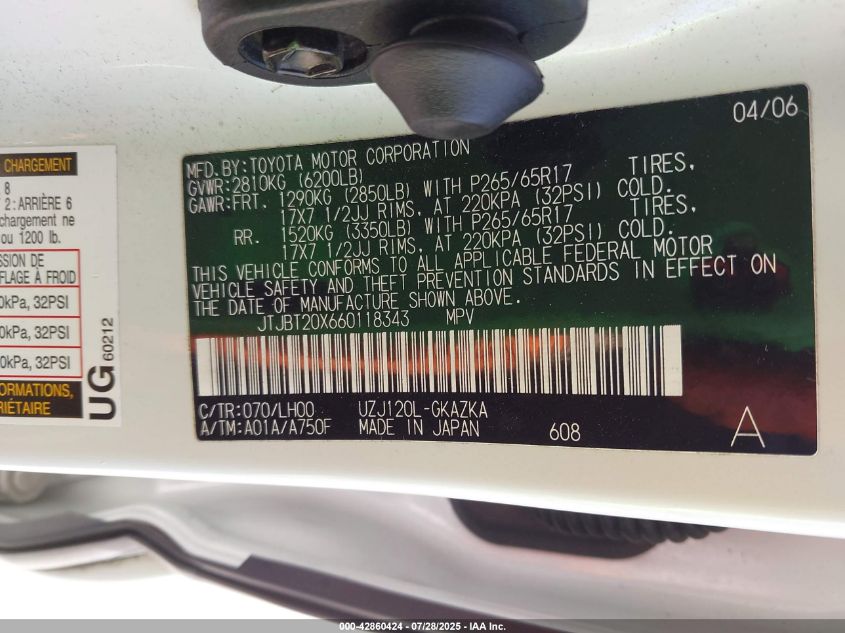 CHARGEMENT
8
2 : ARRIÈRE 6
chargement ne
ou 1200 lb.
SSION DE
FLAGE À FROID
0kPa, 32PSI
0kPa, 32PSI
0kPa, 32PSI
FORMATIONS,
RIÉTAIRE
UG
60212
04/06
MFD.BY:TOYOTA MOTOR CORPORATION
GVWR:2810KG (6200LB)
GAWR:FRT. 1290KG (2850LB) WITH P265/65R17 TIRES,
17X7 1/2JJ RIMS, AT 220KPA (32PSI) COLD.
RR. 1520KG (3350LB) WITH P265/65R17 TIRES,
17X7 1/2JJ RIMS, AT 220KPA (32PSI) COLD.
THIS VEHICLE CONFORMS TO ALL APPLICABLE FEDERAL MOTOR
VEHICLE SAFETY AND THEFT PREVENTION STANDARDS IN EFFECT ON
THE DATE OF MANUFACTURE SHOWN ABOVE.
JTJBT20X660118343 MPV
C/TR:070/LH00 UZJ120L-GKAZKA
A/TM:A01A/A750F MADE IN JAPAN 608 A
000-42860424 - 07/28/2025 - IAA Inc.